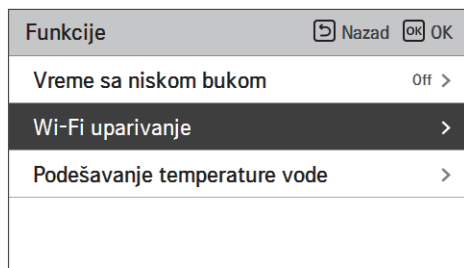 Funkcije Nazad OK OK
Vreme sa niskom bukom Off >
Wi-Fi uparivanje >
Podešavanje temperature vode >